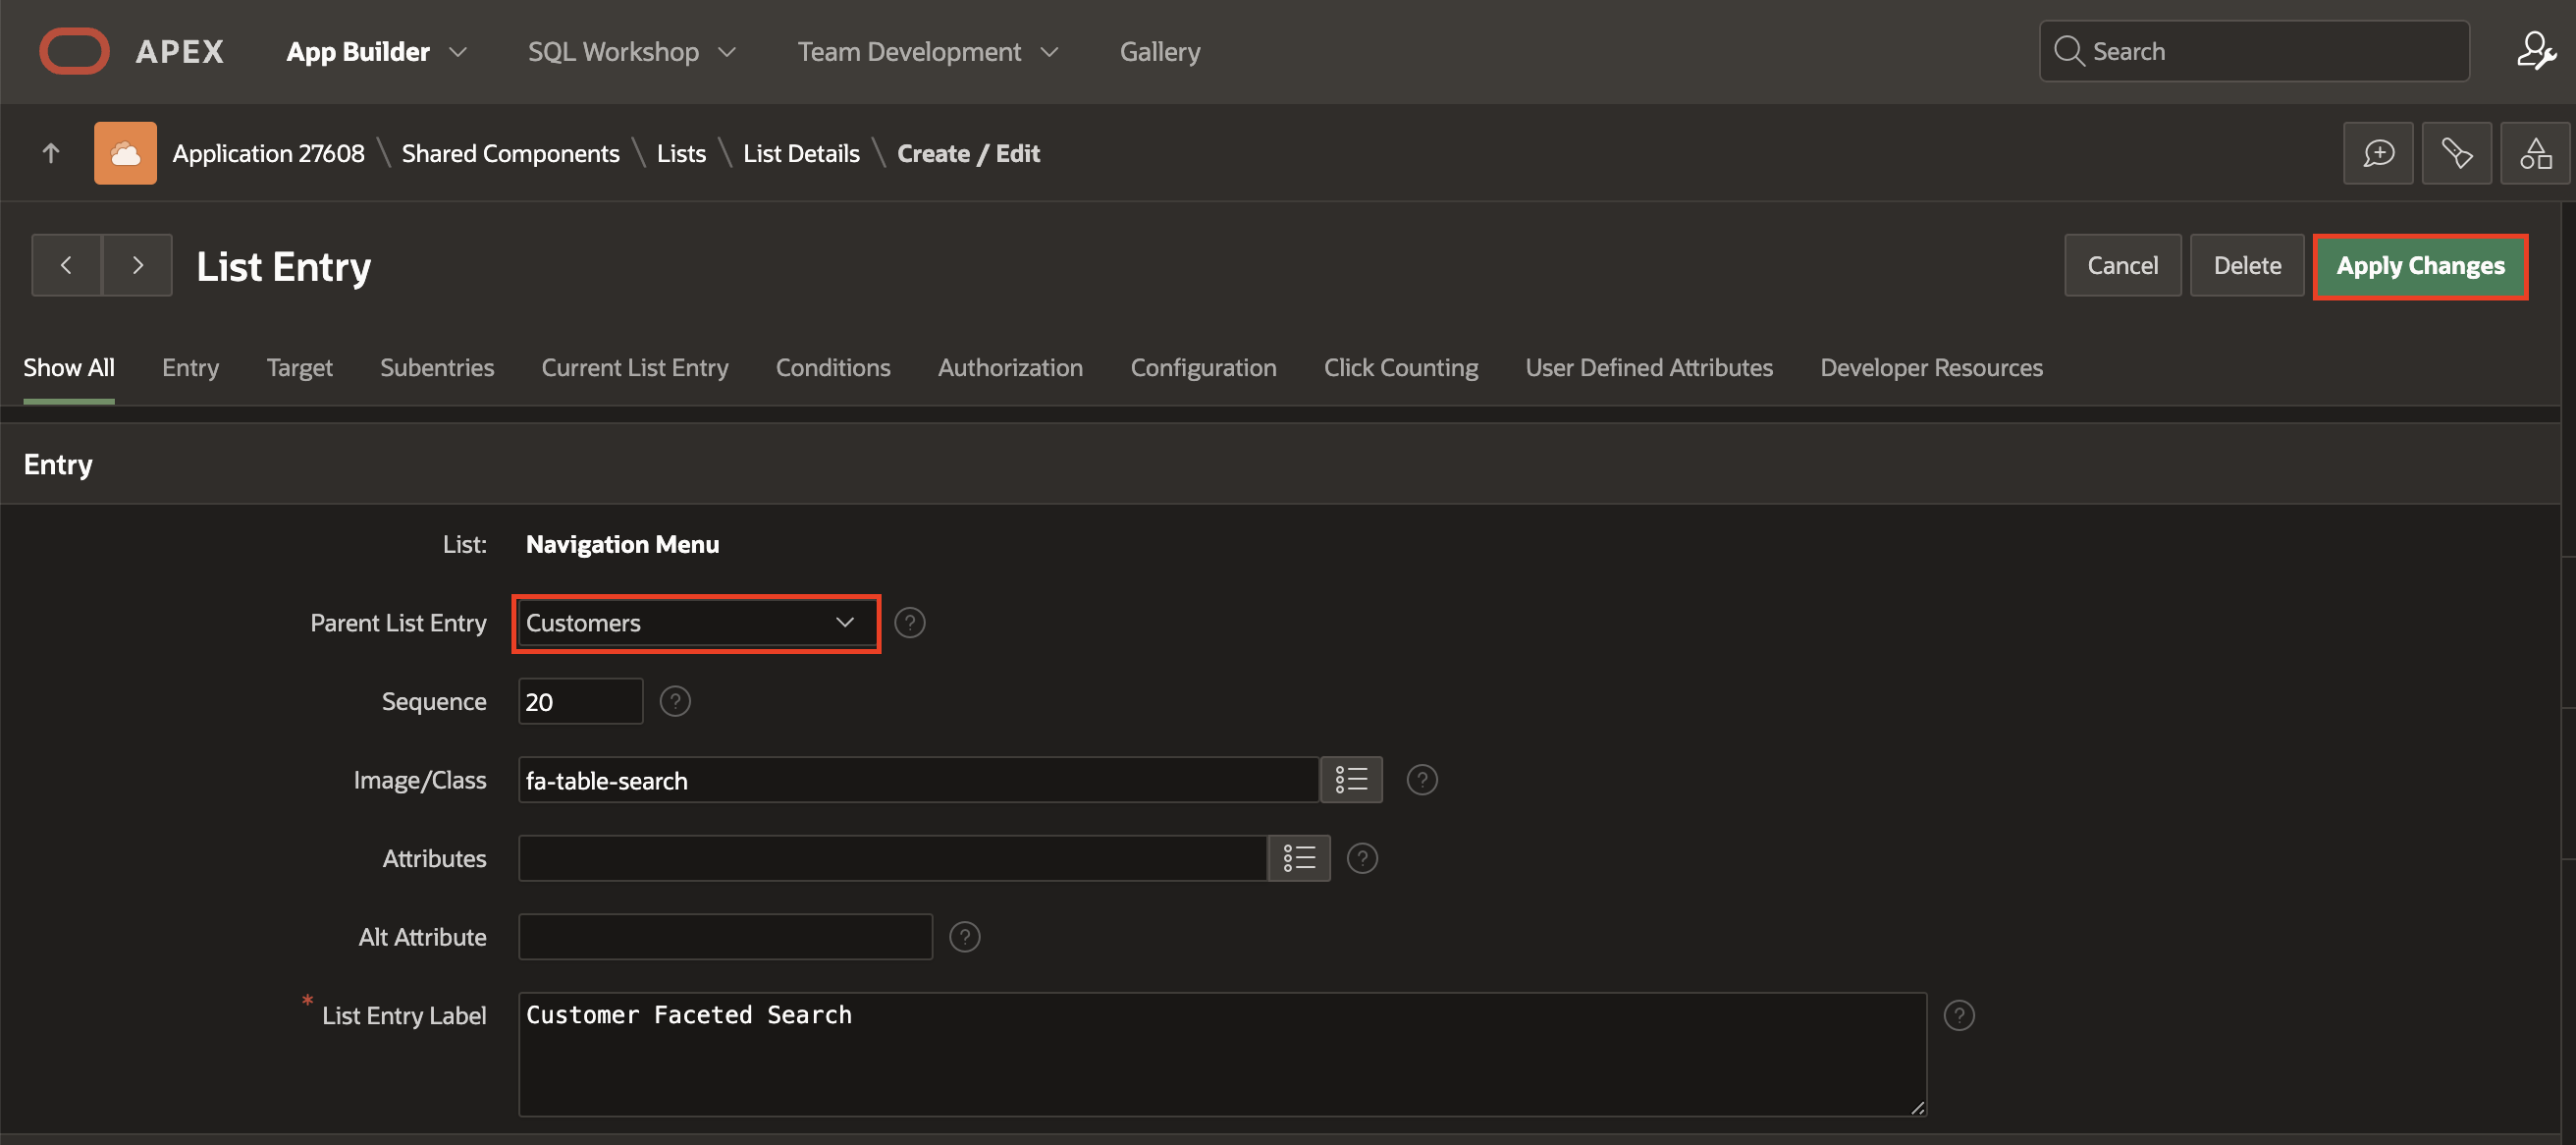 APEX App Builder SQL Workshop Team Development Gallery Search
Application 27608 \ Shared Components \ Lists \ List Details \ Create / Edit
List Entry Cancel Delete Apply Changes
Show All Entry Target Subentries Current List Entry Conditions Authorization Configuration Click Counting User Defined Attributes Developer Resources
Entry
List: Navigation Menu
Parent List Entry Customers ?
Sequence 20 ?
Image/Class fa-table-search ?
Attributes ?
Alt Attribute ?
* List Entry Label Customer Faceted Search ?